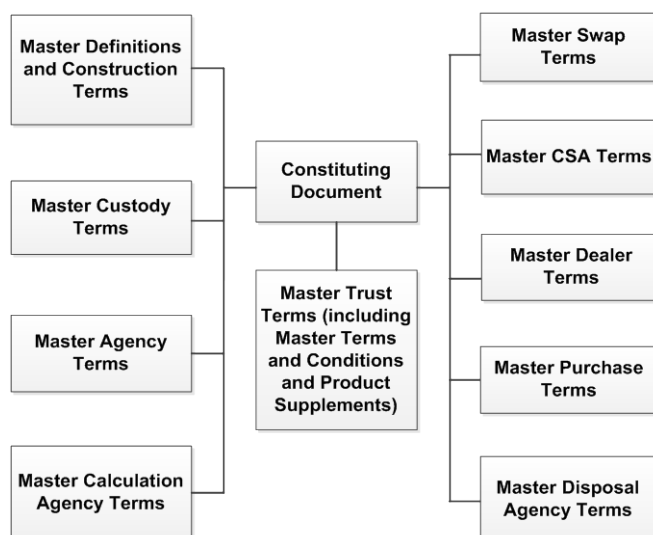 Master Definitions
and Construction
Terms
Master Custody
Terms
Master Agency
Terms
Master Calculation
Agency Terms
Constituting
Document
Master Trust
Terms (including
Master Terms
and Conditions
and Product
Supplements)
Master Swap
Terms
Master CSA Terms
Master Dealer
Terms
Master Purchase
Terms
Master Disposal
Agency Terms